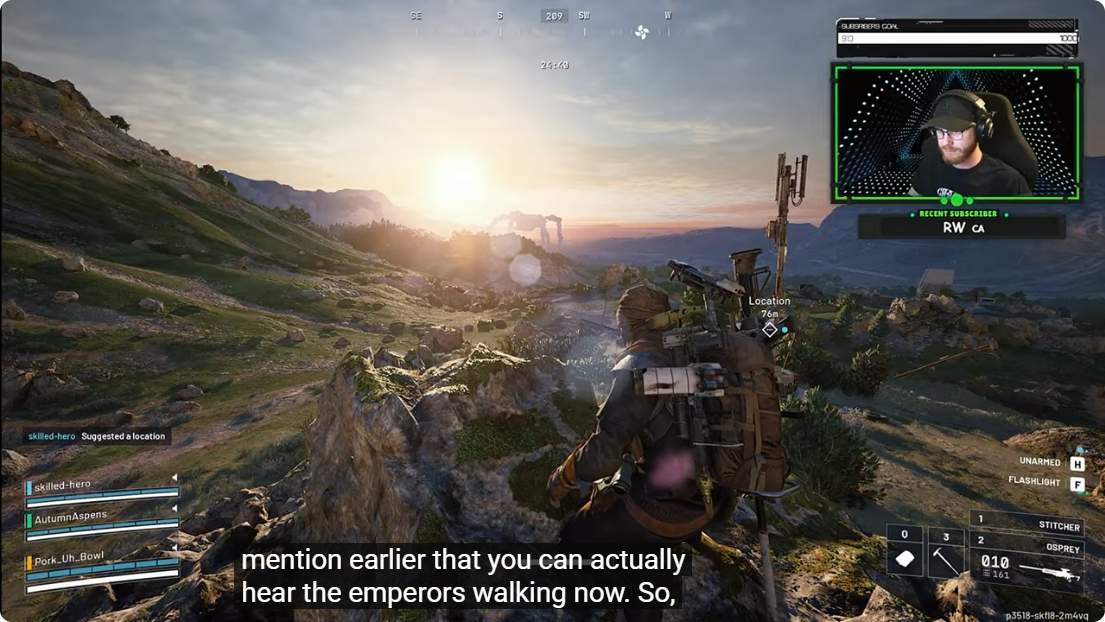 SE S 209 SW W
24:40
SUBSRIBERS GOAL
913 1000
RECENT SUBSCRIBER
RW CA
Location
76m
skilled-hero Suggested a location
skilled-hero
AutumnAspens
Pork_Uh_Bowl
UNARMED H
FLASHLIGHT F
0 3
1 STITCHER
2 OSPREY
010
161
mention earlier that you can actually
hear the emperors walking now. So,
p3518-skfl8-2m4vq